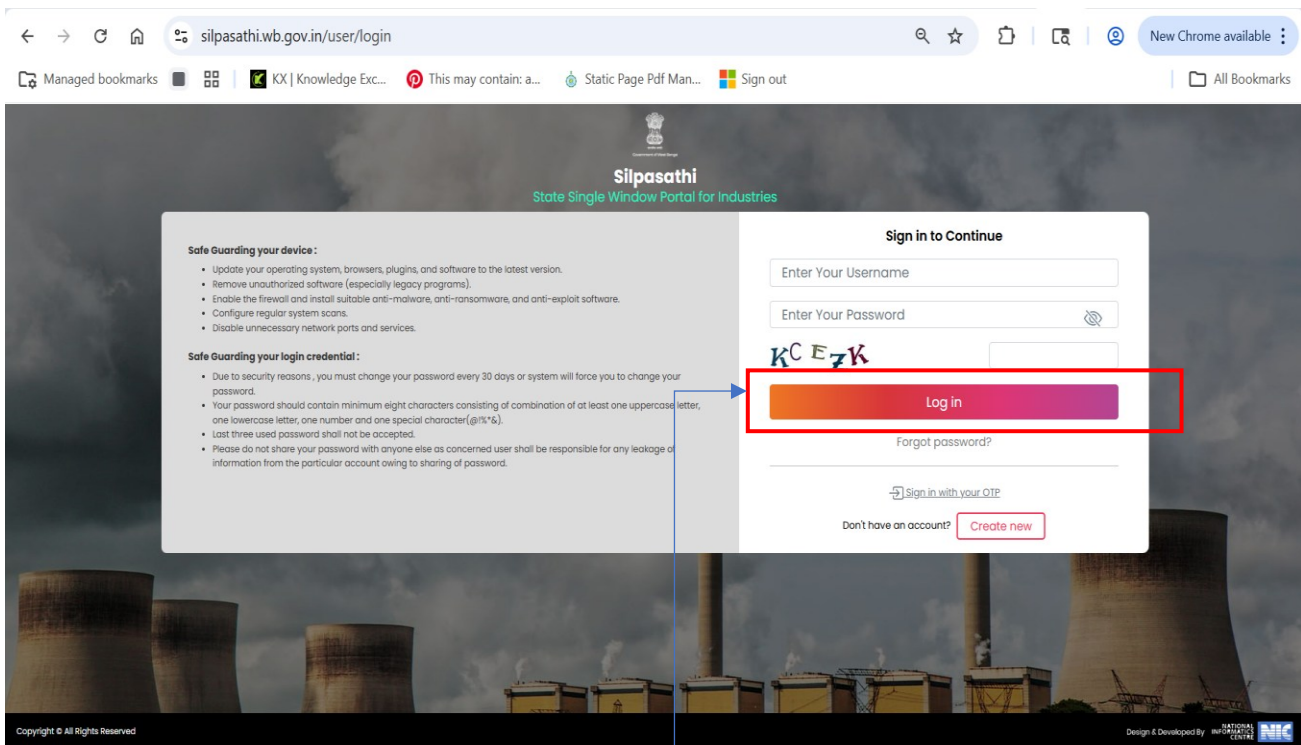 silpasathi.wb.gov.in/user/login
New Chrome available
Managed bookmarks
KX | Knowledge Exc...
This may contain: a...
Static Page Pdf Man...
Sign out
All Bookmarks
Silpasathi
State Single Window Portal for Industries
Safe Guarding your device :
• Update your operating system, browsers, plugins, and software to the latest version.
• Remove unauthorized software (especially legacy programs).
• Enable the firewall and install suitable anti-malware, anti-ransomware, and anti-exploit software.
• Configure regular system scans.
• Disable unnecessary network ports and services.
Safe Guarding your login credential :
• Due to security reasons , you must change your password every 30 days or system will force you to change your
password.
• Your password should contain minimum eight characters consisting of combination of at least one uppercase letter,
one lowercase letter, one number and one special character(@!%*&).
• Last three used password shall not be accepted.
• Please do not share your password with anyone else as concerned user shall be responsible for any leakage of
information from the particular account owing to sharing of password.
Sign in to Continue
Enter Your Username
Enter Your Password
KCEZK
Log in
Forgot password?
Sign in with your OTP
Don't have an account?
Create new
Copyright © All Rights Reserved
Design & Developed By
NATIONAL
INFORMATICS
CENTRE
NIC